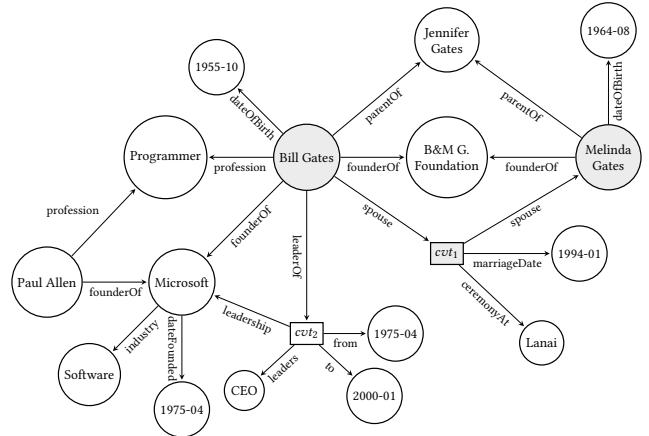 Jennifer
Gates
1964-08
1955-10
dateOfBirth
dateOfBirth
parentOf
parentOf
Programmer
profession
Bill Gates
founderOf
B&M G.
Foundation
founderOf
Melinda
Gates
profession
founderOf
leaderOf
spouse
spouse
cvt1
marriageDate
1994-01
Paul Allen
founderOf
Microsoft
ceremonyAt
leadership
industry
dateFounded
cvt2
from
1975-04
Lanai
Software
leaders
to
CEO
2000-01
1975-04